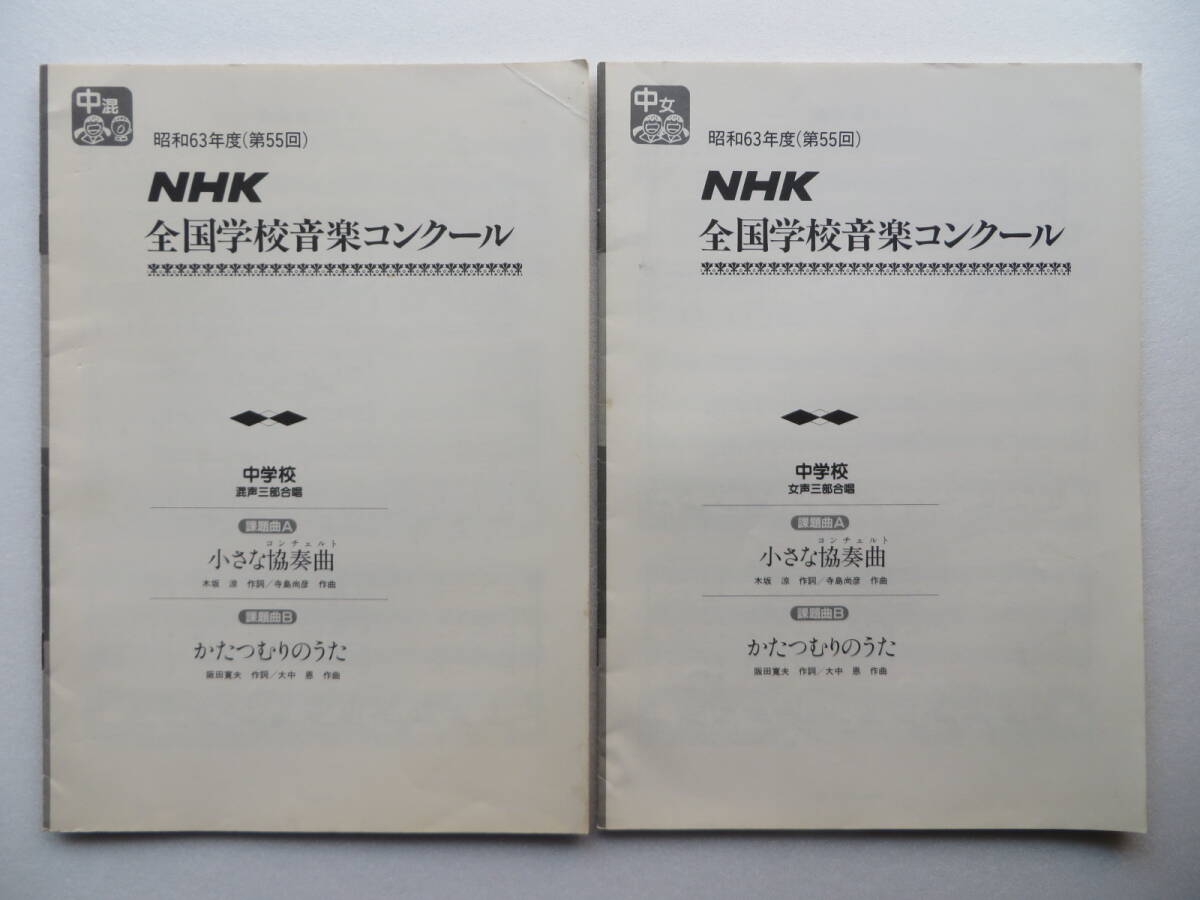 中混
昭和63年度(第55回)
NHK
全国学校音楽コンクール
中学校
混声三部合唱
課題曲A
コンチェルト
小さな協奏曲
木坂 涼 作詞/寺島尚彦 作曲
課題曲B
かたつむりのうた
阪田寛夫 作詞/大中 恩 作曲
中女
昭和63年度(第55回)
NHK
全国学校音楽コンクール
中学校
女声三部合唱
課題曲A
コンチェルト
小さな協奏曲
木坂 涼 作詞/寺島尚彦 作曲
課題曲B
かたつむりのうた
阪田寛夫 作詞/大中 恩 作曲